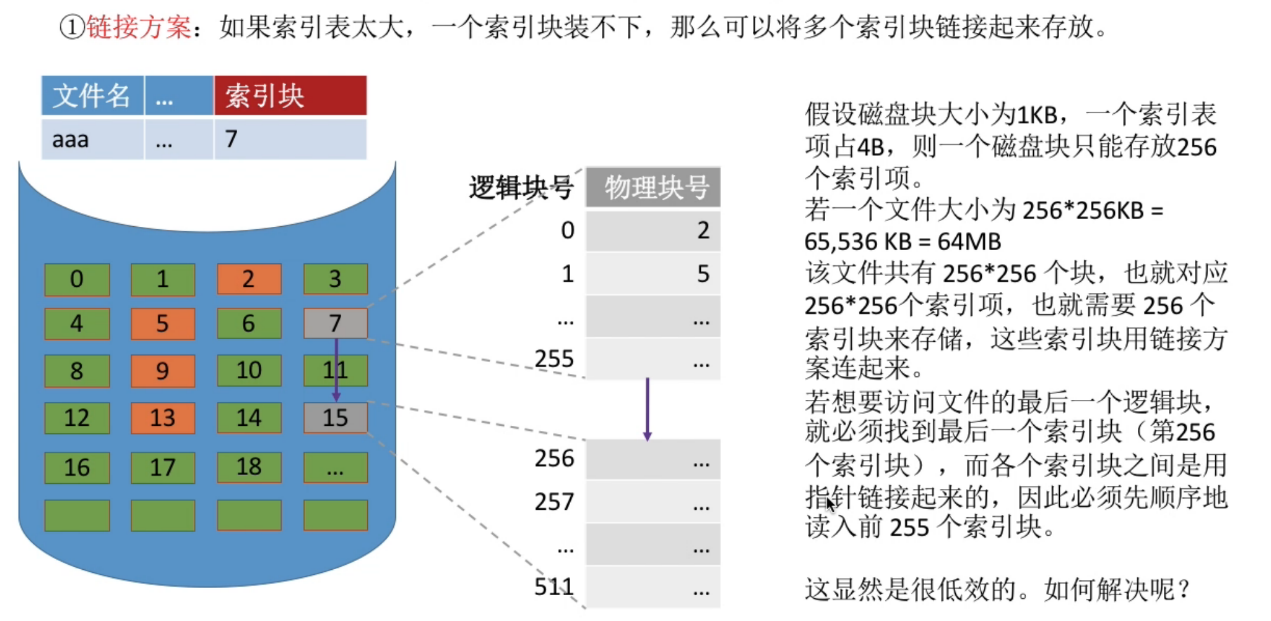 ①链接方案：如果索引表太大，一个索引块装不下，那么可以将多个索引块链接起来存放。
文件名 ... 索引块
aaa ... 7
0 1 2 3
4 5 6 7
8 9 10 11
12 13 14 15
16 17 18 ...
逻辑块号 物理块号
0 2
1 5
... ...
255 ...
256 ...
257 ...
... ...
511 ...
假设磁盘块大小为1KB，一个索引表
项占4B，则一个磁盘块只能存放256
个索引项。
若一个文件大小为 256*256KB =
65,536 KB = 64MB
该文件共有 256*256 个块，也就对应
256*256个索引项，也就需要 256 个
索引块来存储，这些索引块用链接方
案连起来。
若想要访问文件的最后一个逻辑块，
就必须找到最后一个索引块（第256
个索引块），而各个索引块之间是用
指针链接起来的，因此必须先顺序地
读入前 255 个索引块。
这显然是很低效的。如何解决呢？